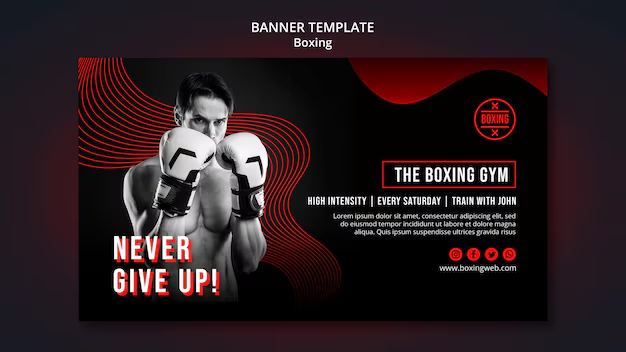 BANNER TEMPLATE
Boxing
BOXING
THE BOXING GYM
HIGH INTENSITY | EVERY SATURDAY | TRAIN WITH JOHN
Lorem ipsum dolor sit amet, consectetur adipiscing elit, sed
do eiusmod tempor incididunt ut labore et dolore magna
aliqua. Quis ipsum suspendisse ultrices gravida risus
www.boxingweb.com
NEVER
GIVE UP!